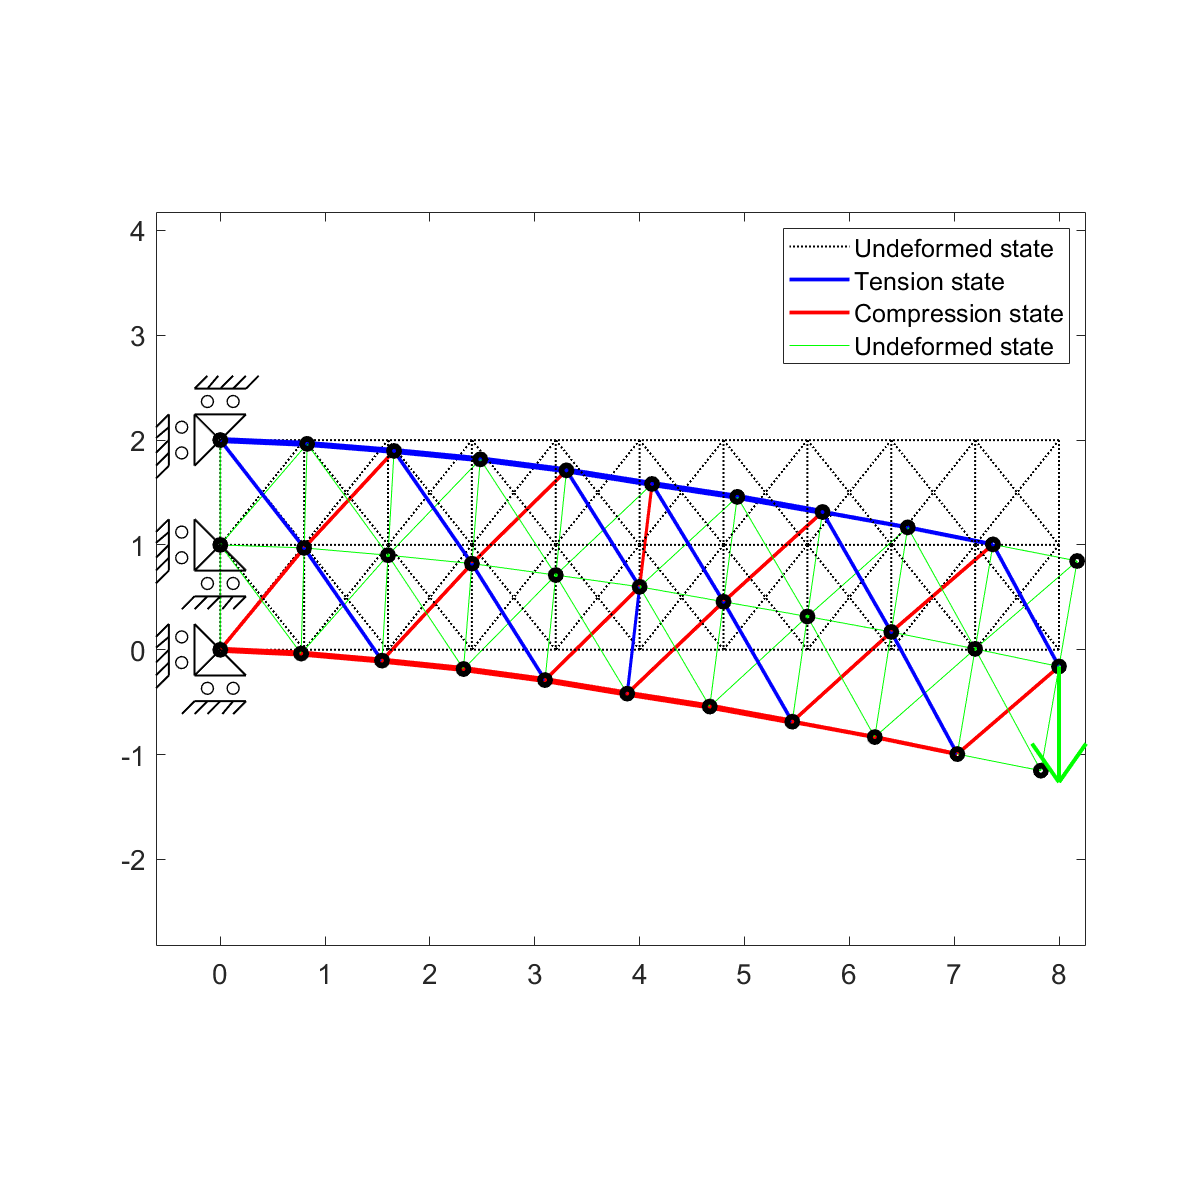 4
3
2
1
0
-1
-2
0 1 2 3 4 5 6 7 8
Undeformed state
Tension state
Compression state
Undeformed state